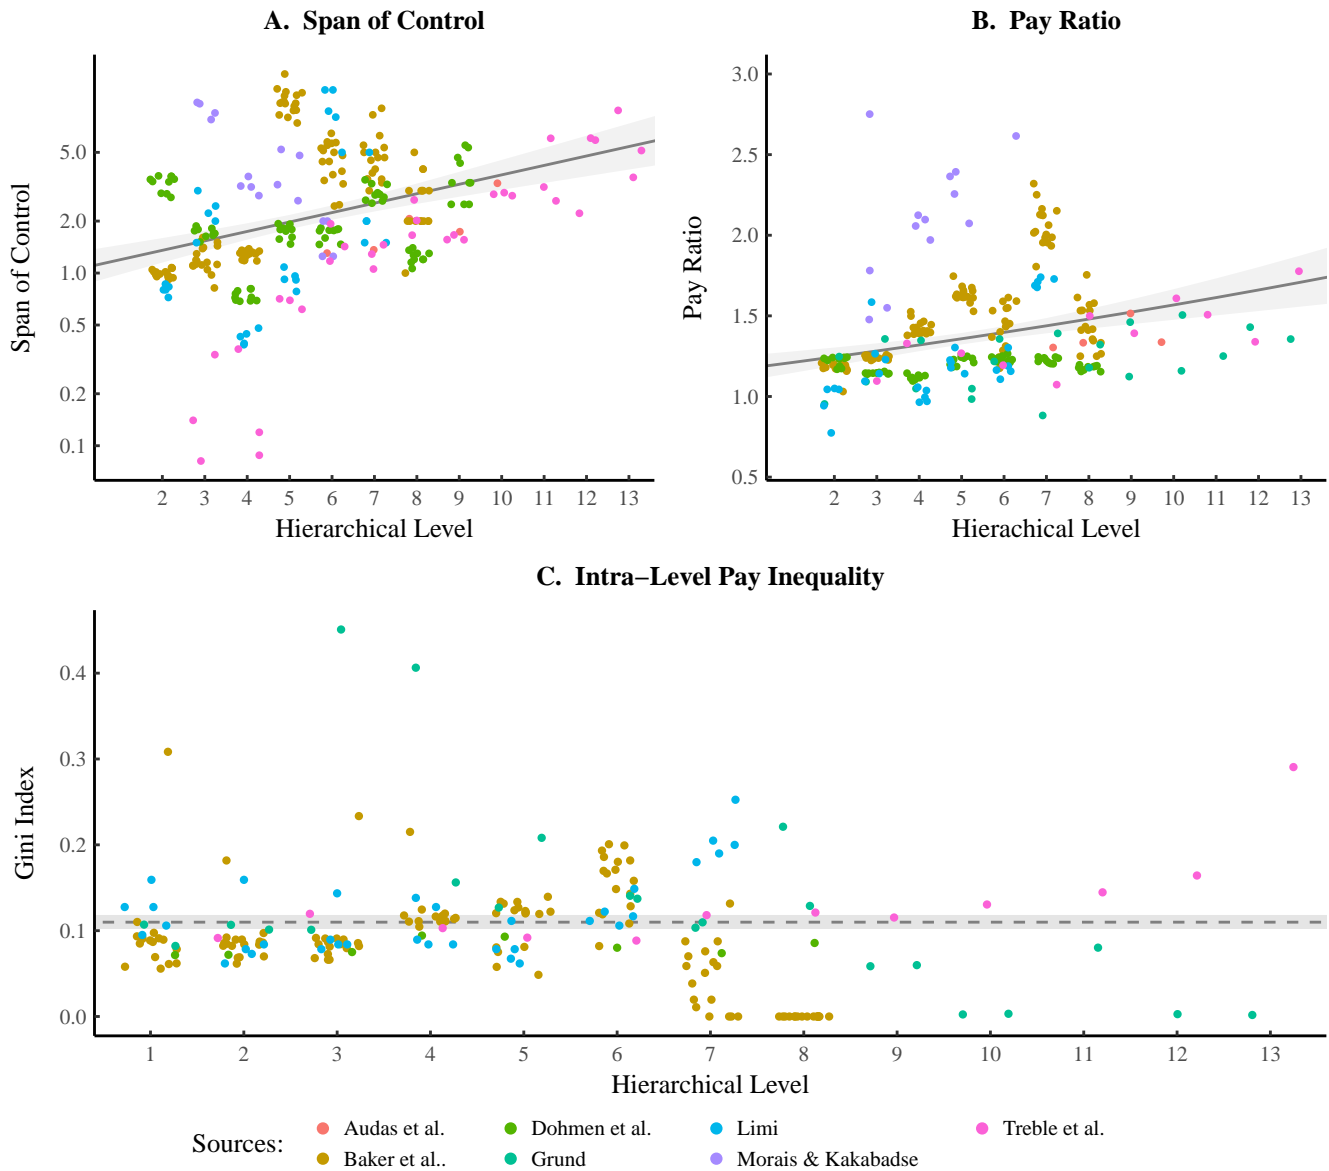 A. Span of Control
Span of Control
5.0
2.0
1.0
0.5
0.2
0.1
2 3 4 5 6 7 8 9 10 11 12 13
Hierarchical Level
B. Pay Ratio
Pay Ratio
3.0
2.5
2.0
1.5
1.0
0.5
2 3 4 5 6 7 8 9 10 11 12 13
Hierachical Level
C. Intra−Level Pay Inequality
Gini Index
0.4
0.3
0.2
0.1
0.0
1 2 3 4 5 6 7 8 9 10 11 12 13
Hierarchical Level
Sources:
Audas et al.
Baker et al..
Dohmen et al.
Grund
Limi
Morais & Kakabadse
Treble et al.